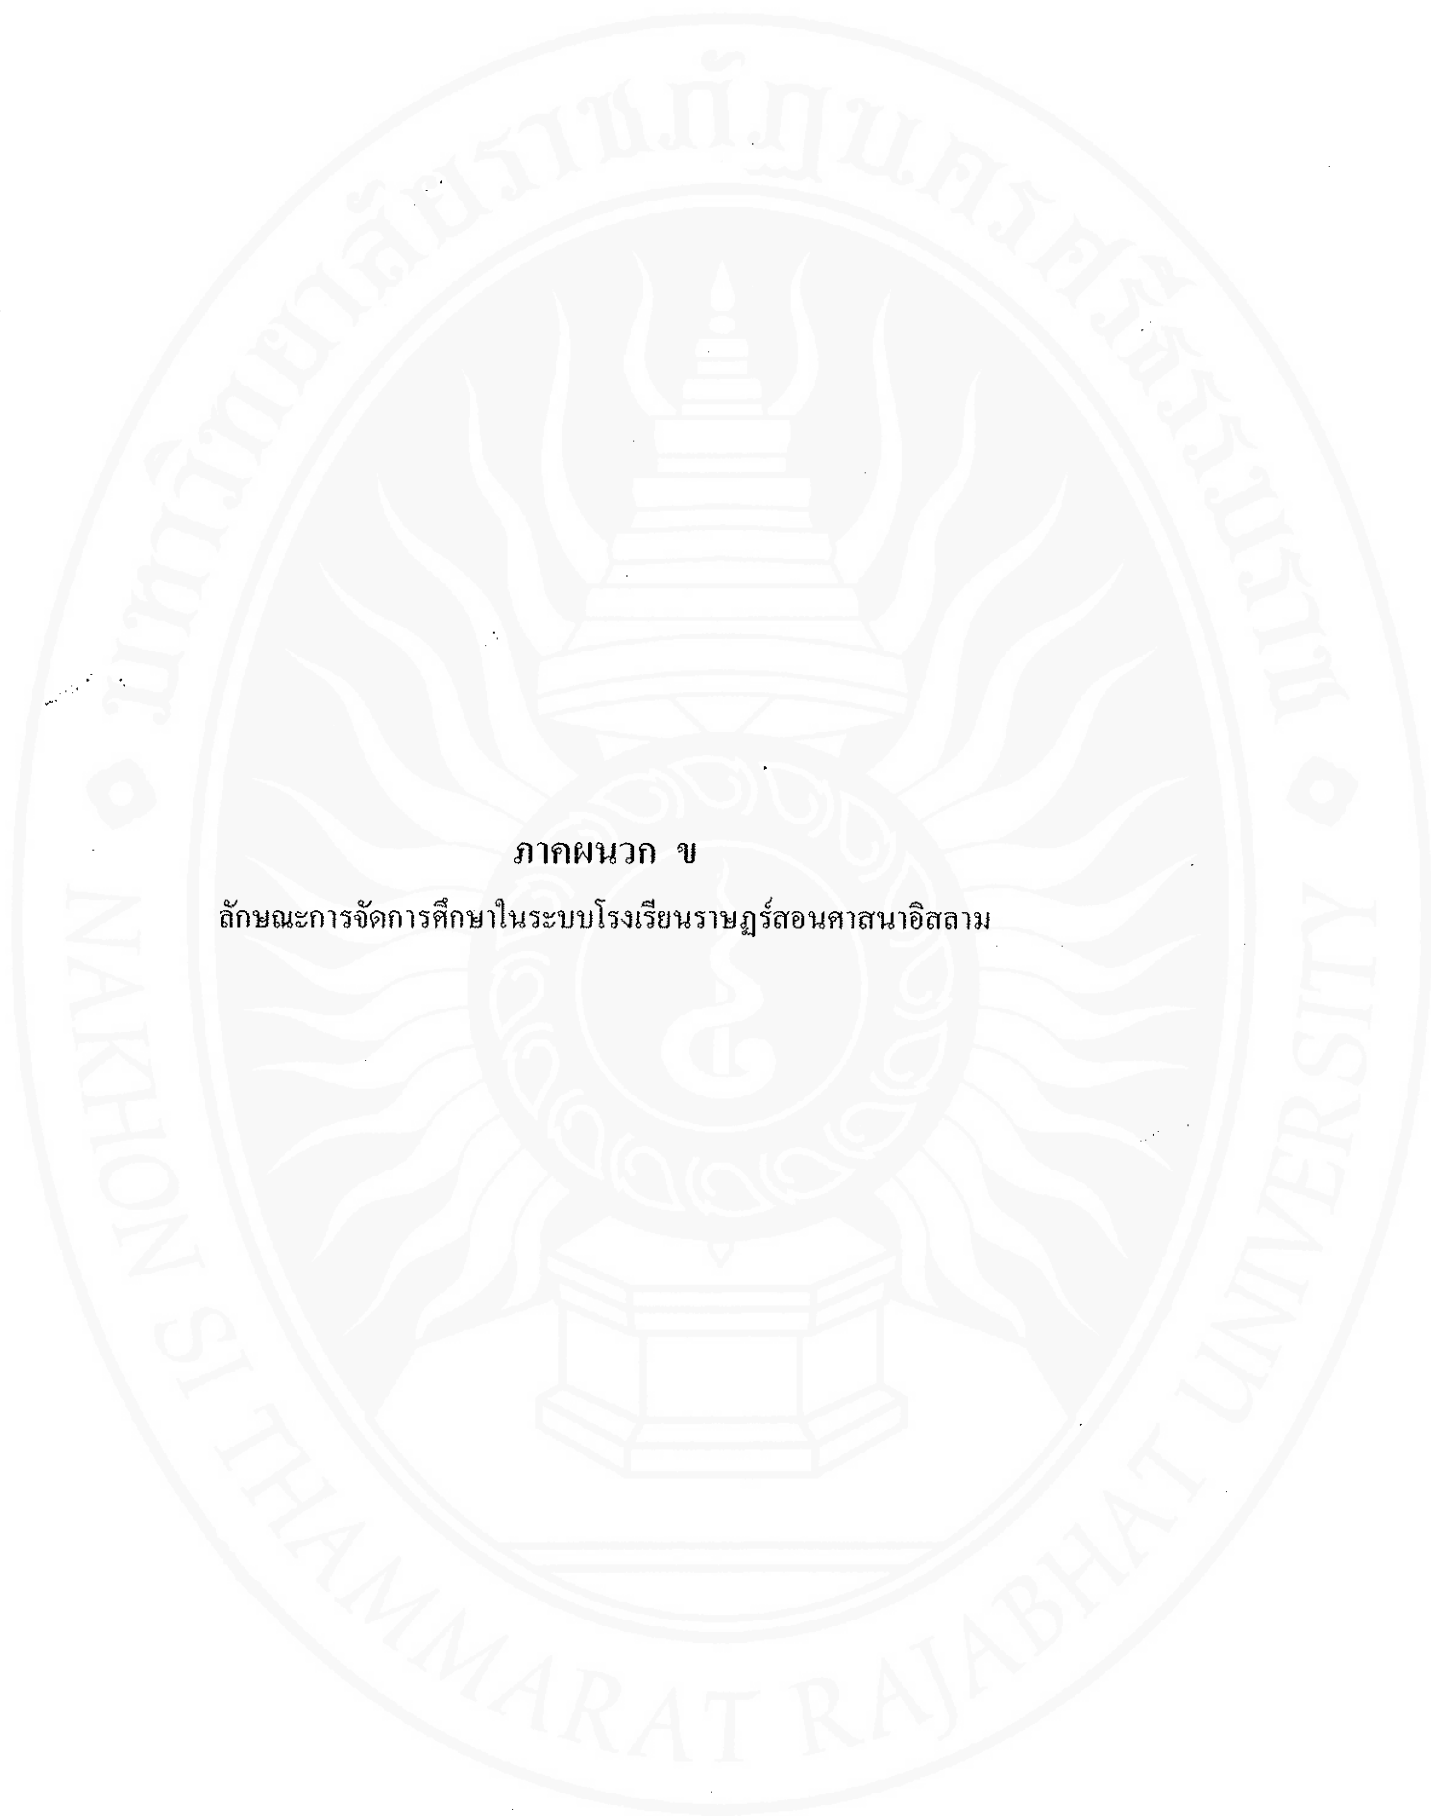 มหาวิทยาลัยราชภัฏนครศรีธรรมราช
ภาคผนวก ข
ลักษณะการจัดการศึกษาในระบบโรงเรียนราษฎร์สอนศาสนาอิสลาม
NAKHON SI THAMMARAT RAJABHAT UNIVERSITY